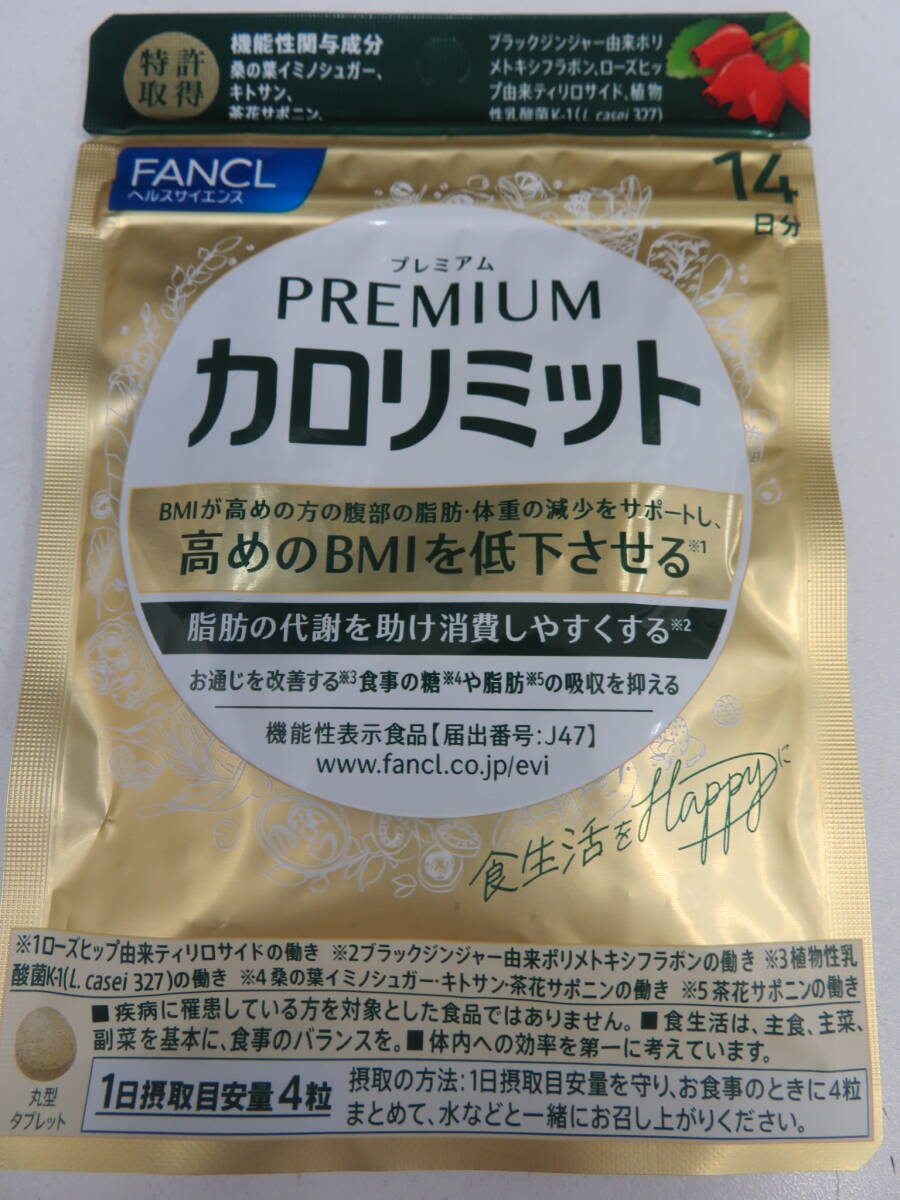 特許
取得
機能性関与成分
桑の葉イミノシュガー、
キトサン、
茶花サポニン、
ブラックジンジャー由来ポリ
メトキシフラボン、ローズヒッ
プ由来ティリロサイド、植物
性乳酸菌K-1(L. casei 327)
FANCL
ヘルスサイエンス
14
日分
プレミアム
PREMIUM
カロリミット
BMIが高めの方の腹部の脂肪・体重の減少をサポートし、
高めのBMIを低下させる※1
脂肪の代謝を助け消費しやすくする※2
お通じを改善する※3食事の糖※4や脂肪※5の吸収を抑える
機能性表示食品【届出番号:J47】
www.fancl.co.jp/evi
食生活をHappyに
※1ローズヒップ由来ティリロサイドの働き ※2ブラックジンジャー由来ポリメトキシフラボンの働き ※3植物性乳
酸菌K-1(L. casei 327)の働き ※4桑の葉イミノシュガー・キトサン・茶花サポニンの働き ※5茶花サポニンの働き
■疾病に罹患している方を対象とした食品ではありません。■食生活は、主食、主菜、
副菜を基本に、食事のバランスを。■体内への効率を第一に考えています。
丸型
タブレット
1日摂取目安量4粒
摂取の方法:1日摂取目安量を守り、お食事のときに4粒
まとめて、水などと一緒にお召し上がりください。